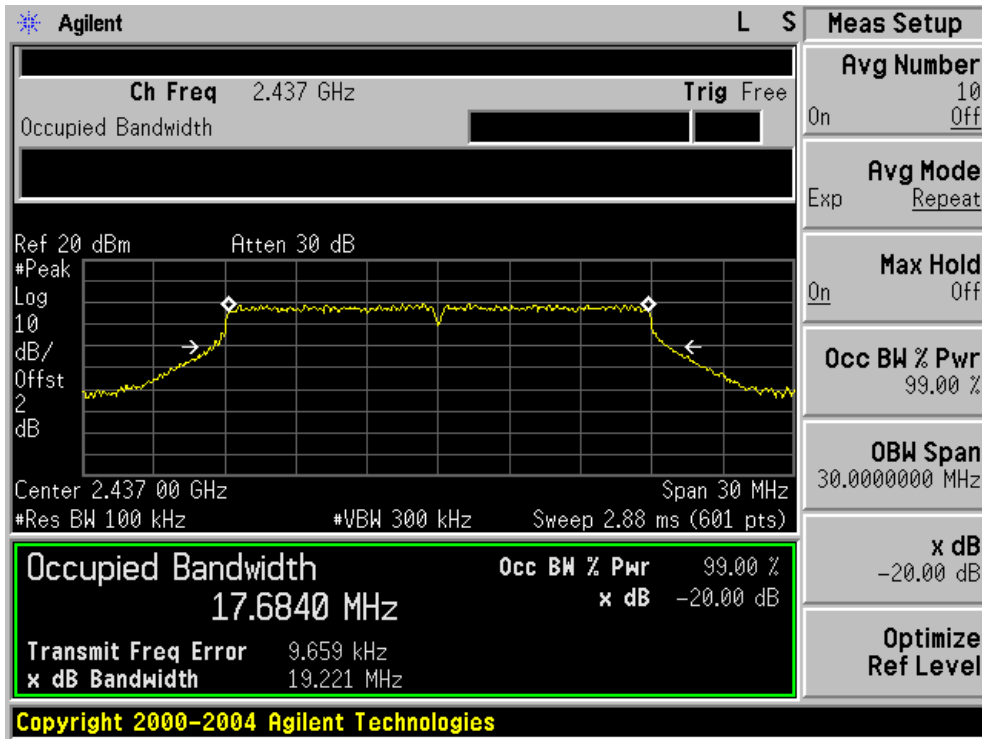 Agilent L S Meas Setup
Ch Freq 2.437 GHz Trig Free
Occupied Bandwidth
Avg Number
10
On Off
Avg Mode
Exp Repeat
Max Hold
On Off
Occ BW % Pwr
99.00 %
OBW Span
30.0000000 MHz
x dB
-20.00 dB
Optimize
Ref Level
Ref 20 dBm Atten 30 dB
#Peak
Log
10
dB/
Offst
2
dB
Center 2.437 00 GHz Span 30 MHz
#Res BW 100 kHz #VBW 300 kHz Sweep 2.88 ms (601 pts)
Occupied Bandwidth
17.6840 MHz
Occ BW % Pwr 99.00 %
x dB -20.00 dB
Transmit Freq Error 9.659 kHz
x dB Bandwidth 19.221 MHz
Copyright 2000-2004 Agilent Technologies